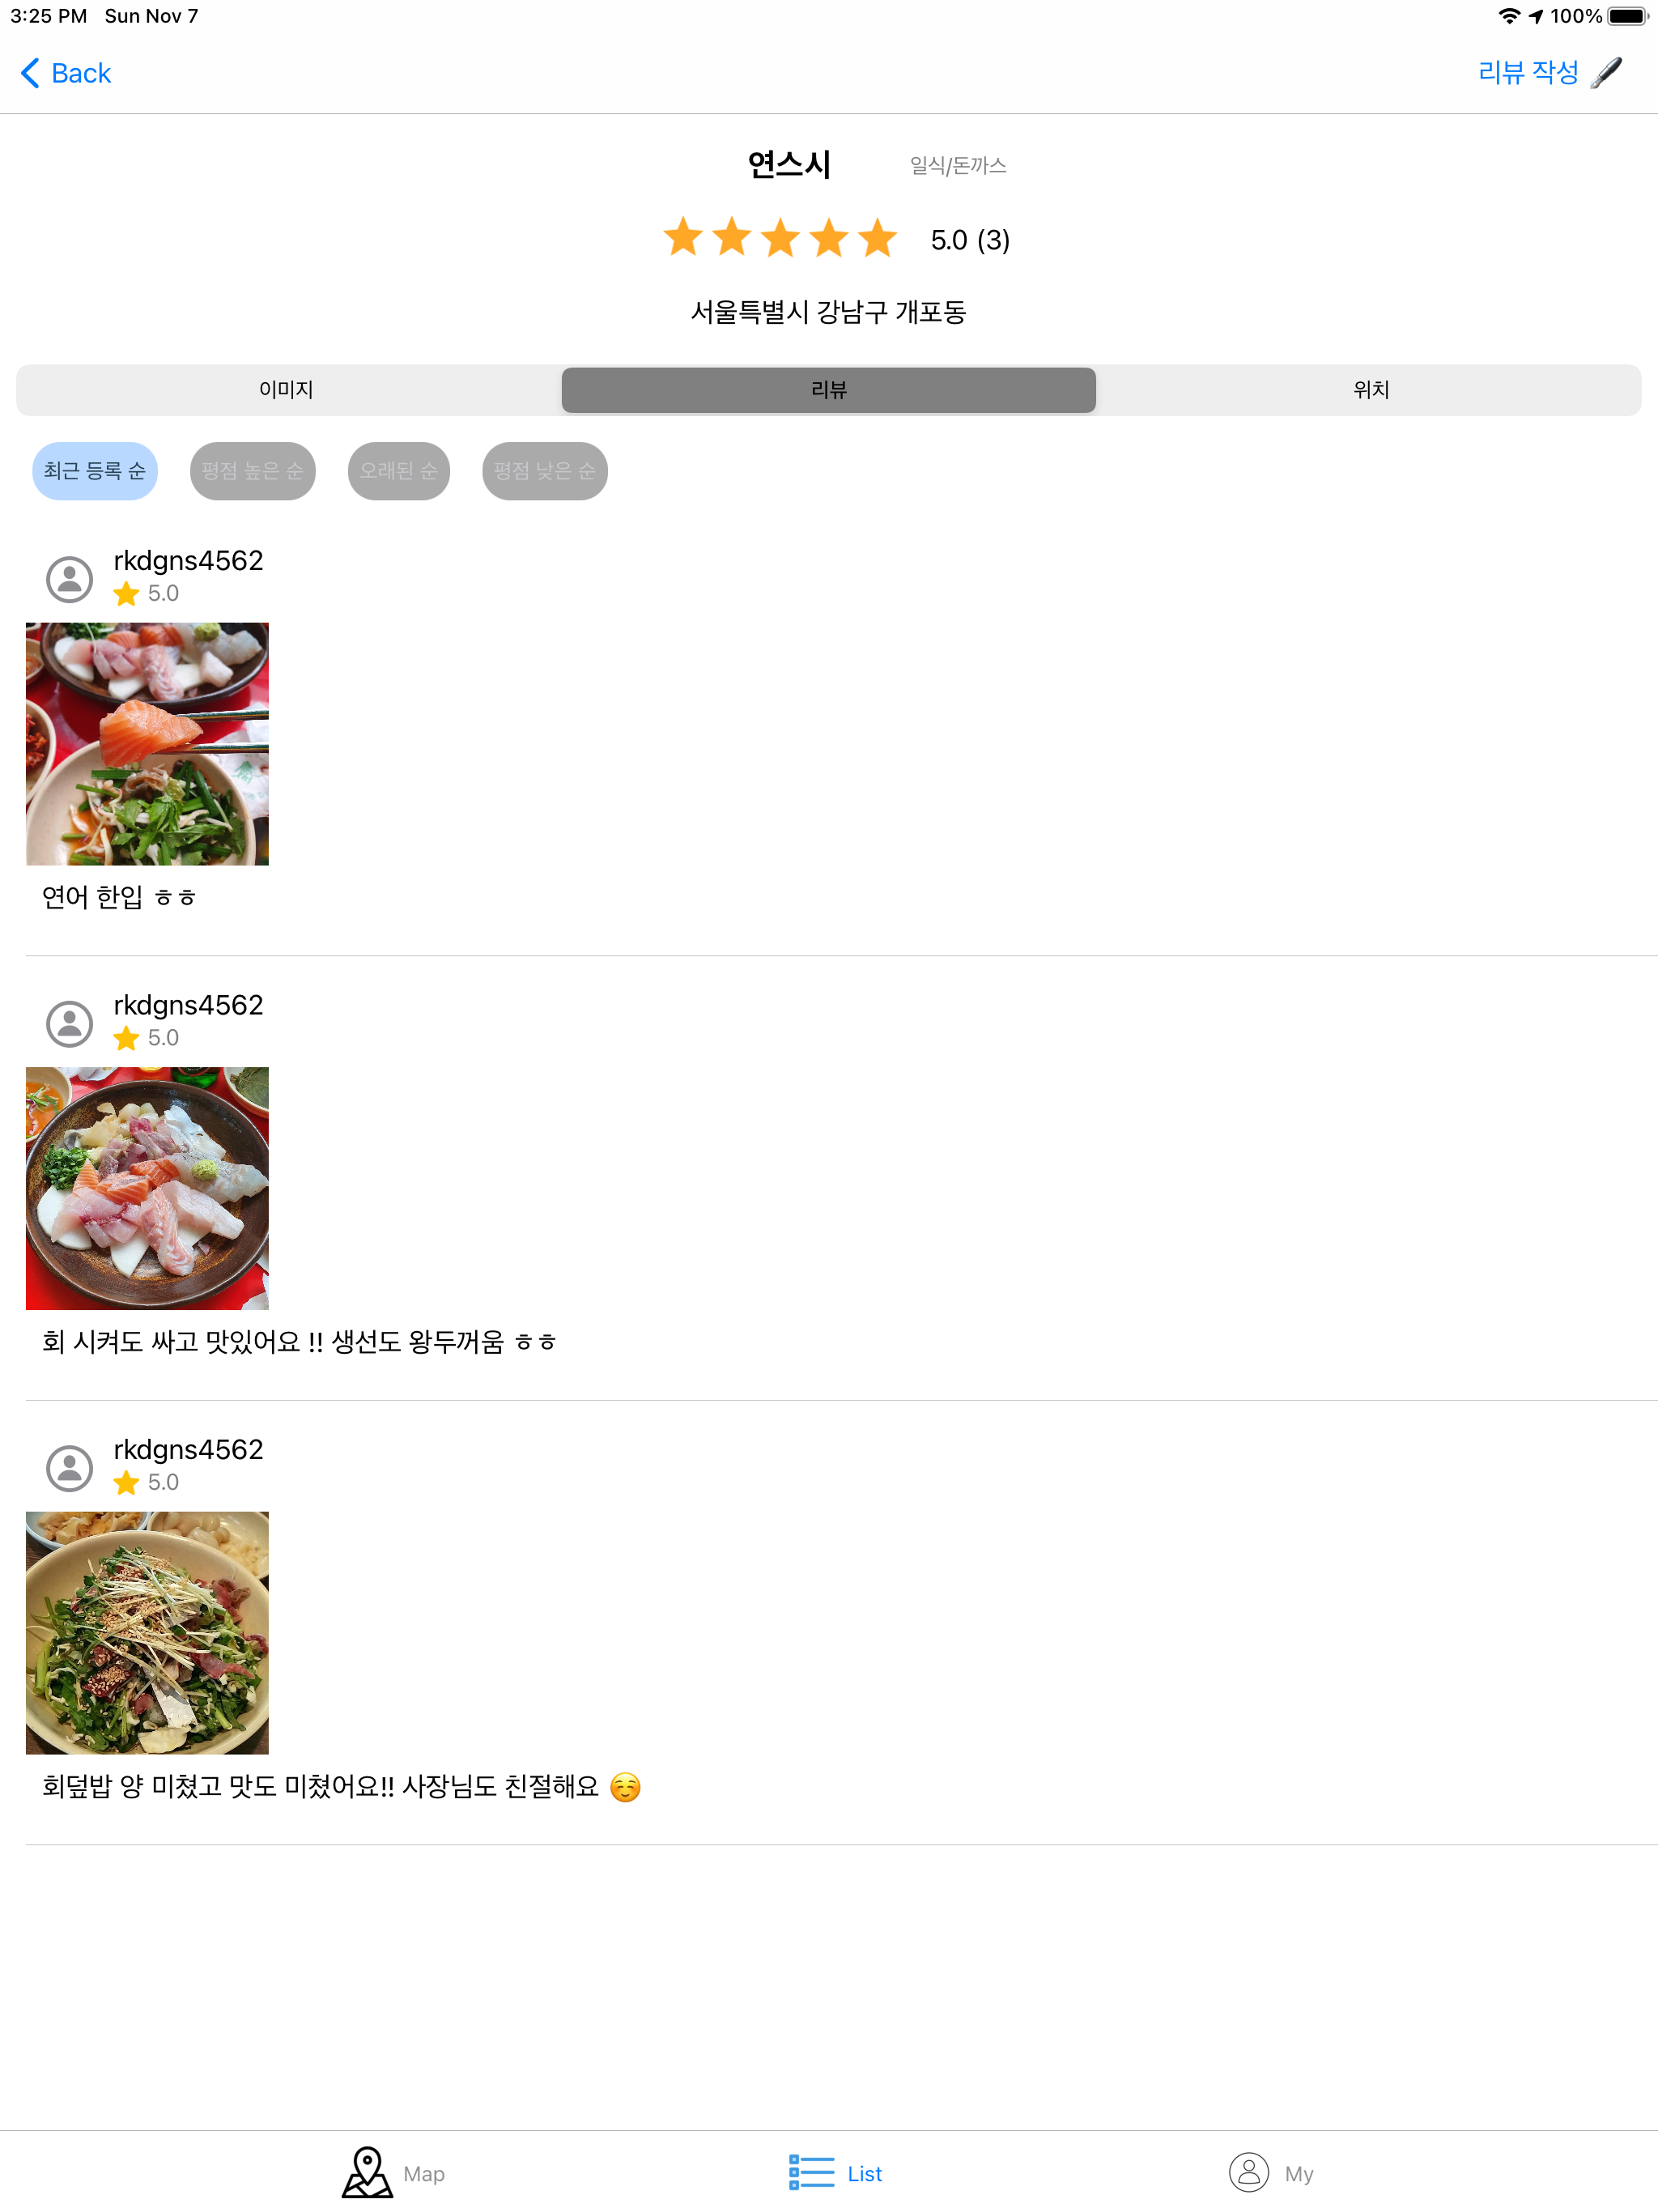 3:25 PM Sun Nov 7 100%
Back 리뷰 작성
연스시 일식/돈까스
5.0 (3)
서울특별시 강남구 개포동
이미지 리뷰 위치
최근 등록 순 평점 높은 순 오래된 순 평점 낮은 순
rkdgns4562
5.0
연어 한입 ㅎㅎ
rkdgns4562
5.0
회 시켜도 싸고 맛있어요 !! 생선도 왕두꺼움 ㅎㅎ
rkdgns4562
5.0
회덮밥 양 미쳤고 맛도 미쳤어요!! 사장님도 친절해요 ☺️
Map List My